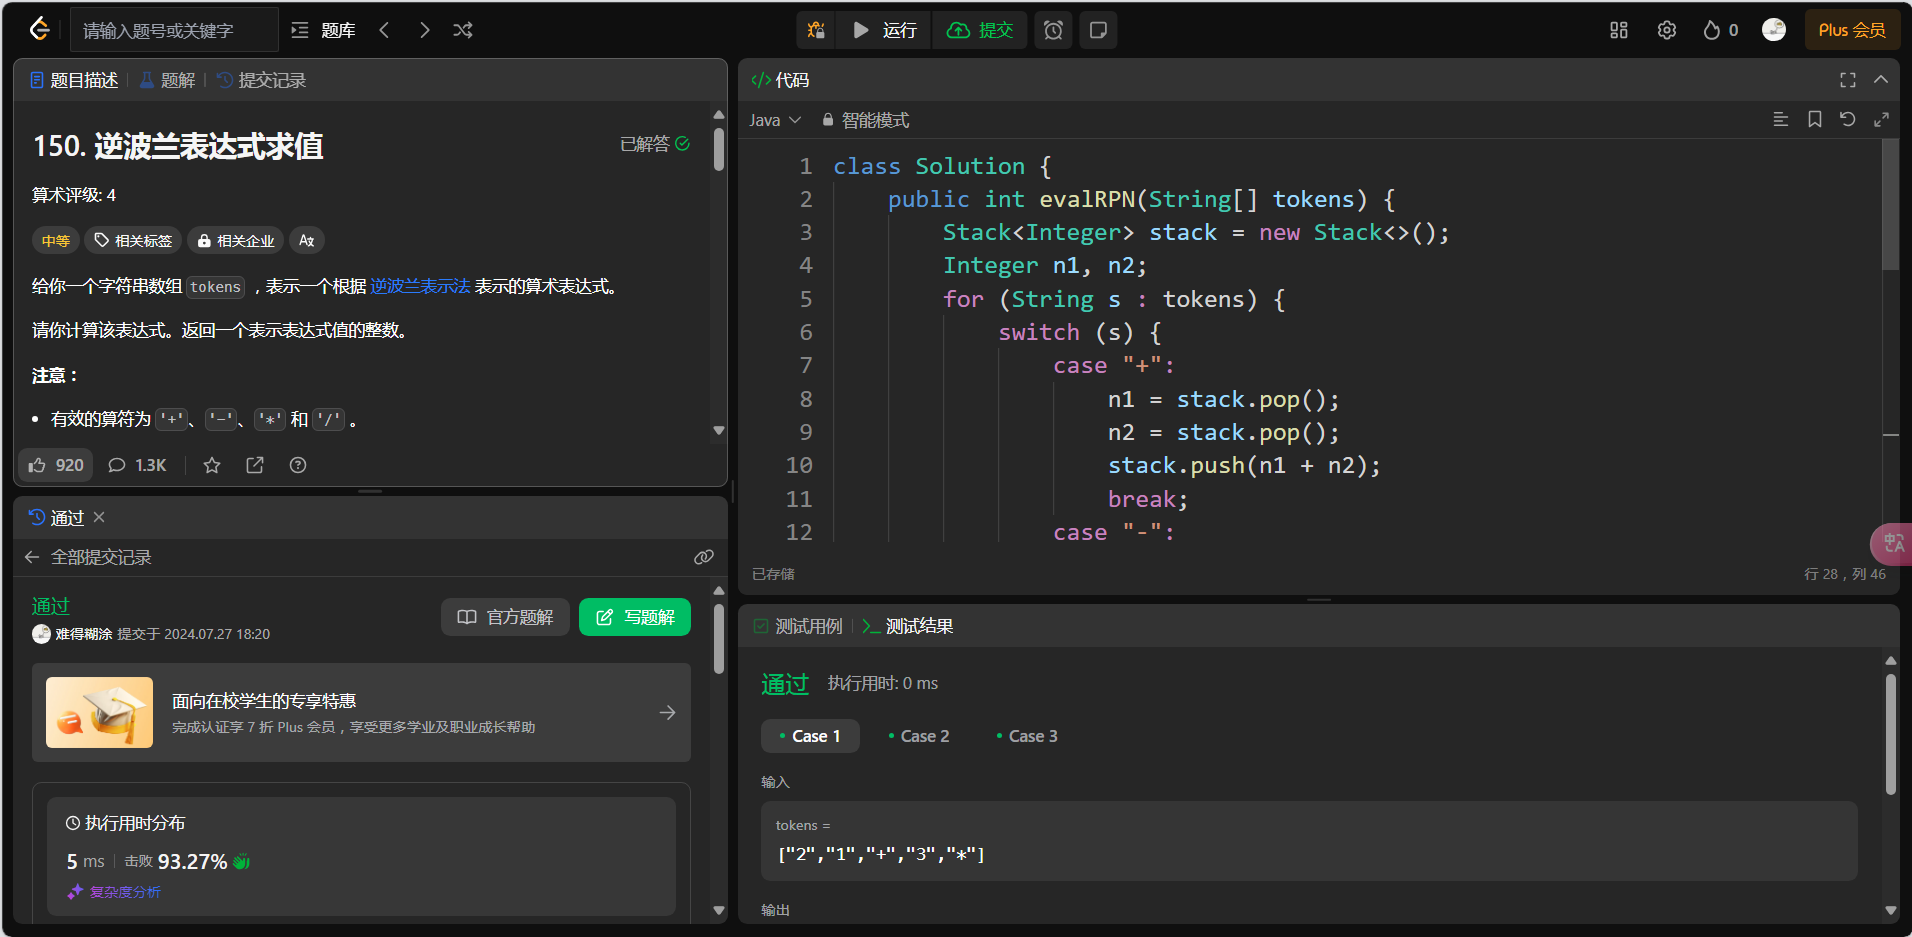 请输入题号或关键字
题库
运行
提交
0
Plus 会员
题目描述
题解
提交记录
150. 逆波兰表达式求值
已解答
算术评级: 4
中等
相关标签
相关企业
给你一个字符串数组 tokens ，表示一个根据 逆波兰表示法 表示的算术表达式。
请你计算该表达式。返回一个表示表达式值的整数。
注意：
有效的算符为 '+'、'-'、'*' 和 '/' 。
920
1.3K
通过
全部提交记录
通过
官方题解
写题解
难得糊涂 提交于 2024.07.27 18:20
面向在校学生的专享特惠
完成认证享 7 折 Plus 会员，享受更多学业及职业成长帮助
执行用时分布
5 ms
击败 93.27%
复杂度分析
代码
Java
智能模式
1 class Solution {
2 public int evalRPN(String[] tokens) {
3 Stack<Integer> stack = new Stack<>();
4 Integer n1, n2;
5 for (String s : tokens) {
6 switch (s) {
7 case "+":
8 n1 = stack.pop();
9 n2 = stack.pop();
10 stack.push(n1 + n2);
11 break;
12 case "-":
已存储
行 28，列 46
测试用例
测试结果
通过
执行用时: 0 ms
Case 1
Case 2
Case 3
输入
tokens =
["2","1","+","3","*"]
输出